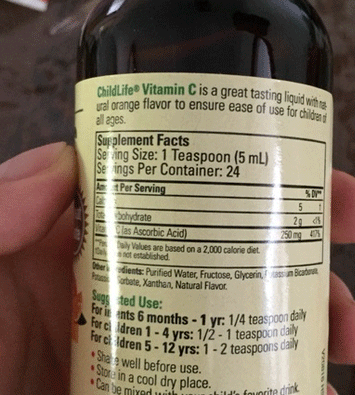 ChildLife® Vitamin C is a great tasting liquid with nat-
ural orange flavor to ensure ease of use for children of
all ages.
Supplement Facts
Serving Size: 1 Teaspoon (5 mL)
Servings Per Container: 24
Amount Per Serving % DV**
5 †
2 g <1%
C (as Ascorbic Acid) 250 mg 417%
Daily Values are based on a 2,000 calorie diet.
not established.
Other Ingredients: Purified Water, Fructose, Glycerin, Potassium Bicarbonate,
Potassium Sorbate, Xanthan, Natural Flavor.
Suggested Use:
For infants 6 months - 1 yr: 1/4 teaspoon daily
For children 1 - 4 yrs: 1/2 - 1 teaspoon daily
For children 5 - 12 yrs: 1 - 2 teaspoons daily
• Shake well before use.
• Store in a cool dry place.
• Can be mixed with your child's favorite drink.